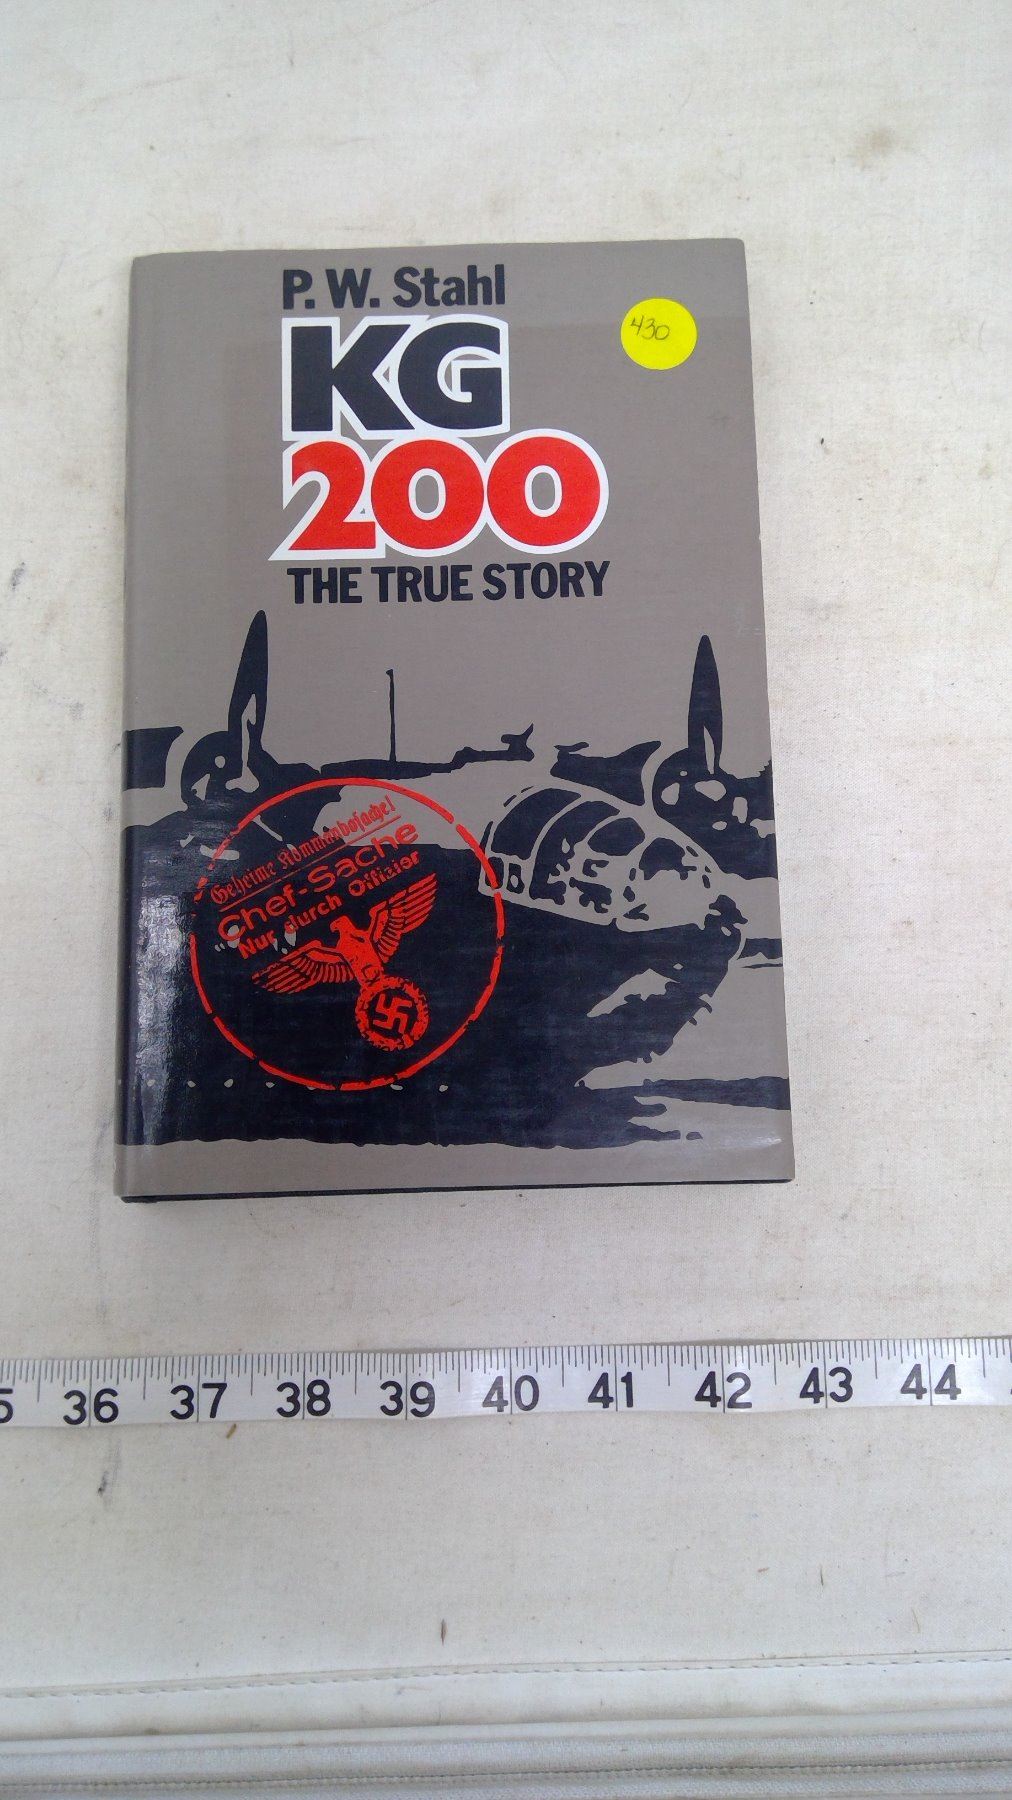 P. W. Stahl
430
KG
200
THE TRUE STORY
Geheime Kommandosache!
Chef-Sache
Nur durch Offizier
36 37 38 39 40 41 42 43 44